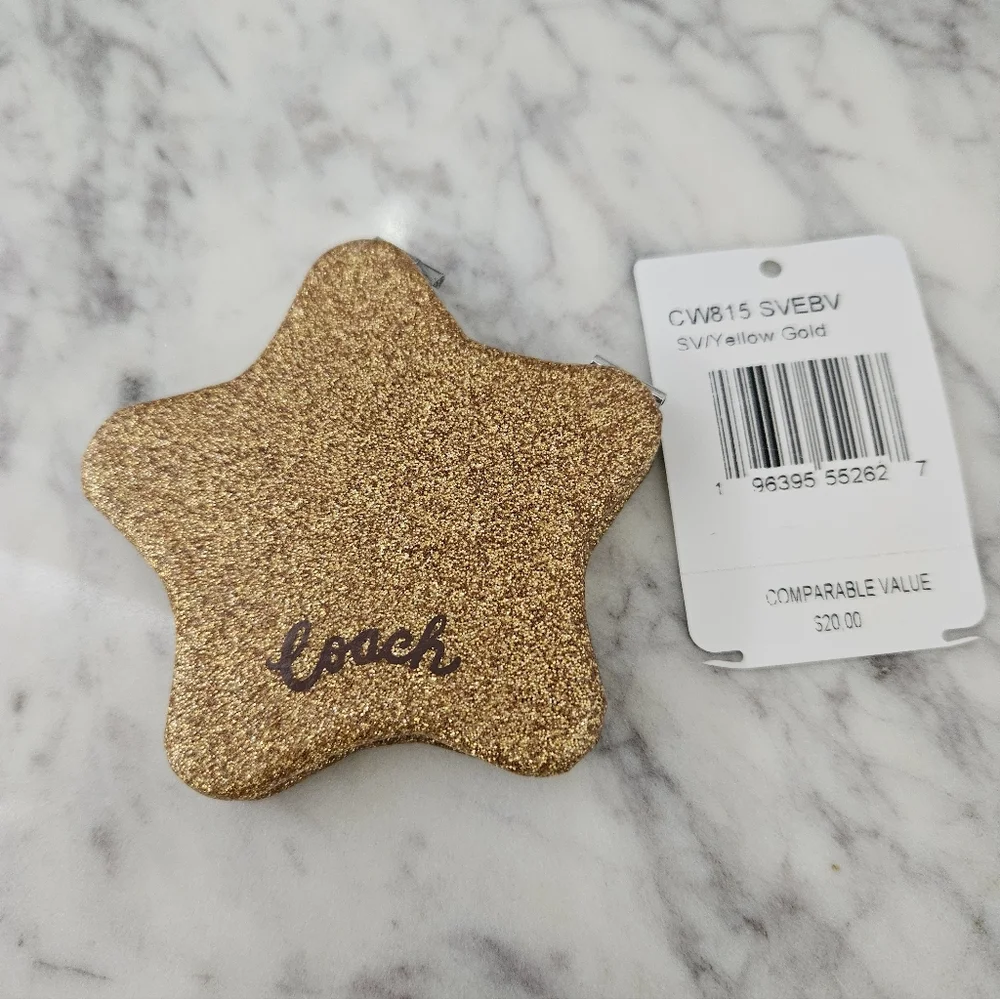 Coach
CW815 SVEBV
SV/Yellow Gold
1 96395 55262 7
COMPARABLE VALUE
$20.00